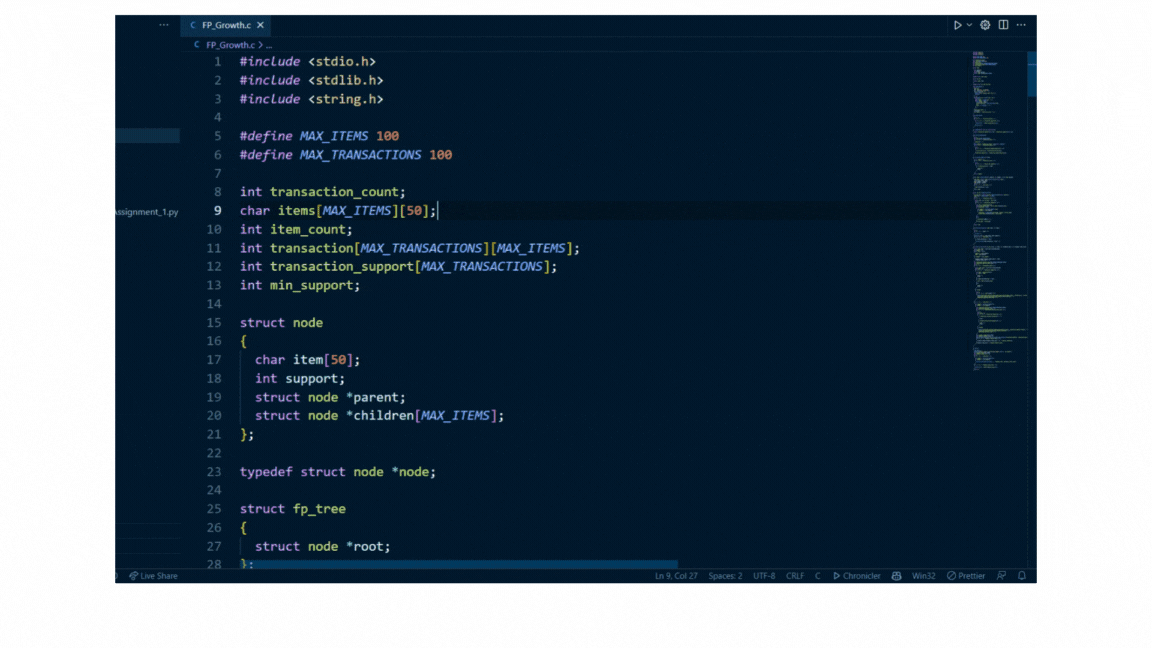 ··· C FP_Growth.c ×
C FP_Growth.c > ...
1 #include <stdio.h>
2 #include <stdlib.h>
3 #include <string.h>
4
5 #define MAX_ITEMS 100
6 #define MAX_TRANSACTIONS 100
7
8 int transaction_count;
Assignment_1.py 9 char items[MAX_ITEMS][50];
10 int item_count;
11 int transaction[MAX_TRANSACTIONS][MAX_ITEMS];
12 int transaction_support[MAX_TRANSACTIONS];
13 int min_support;
14
15 struct node
16 {
17 char item[50];
18 int support;
19 struct node *parent;
20 struct node *children[MAX_ITEMS];
21 };
22
23 typedef struct node *node;
24
25 struct fp_tree
26 {
27 struct node *root;
28 };
Live Share Ln 9, Col 27 Spaces: 2 UTF-8 CRLF C Chronicler Win32 Prettier